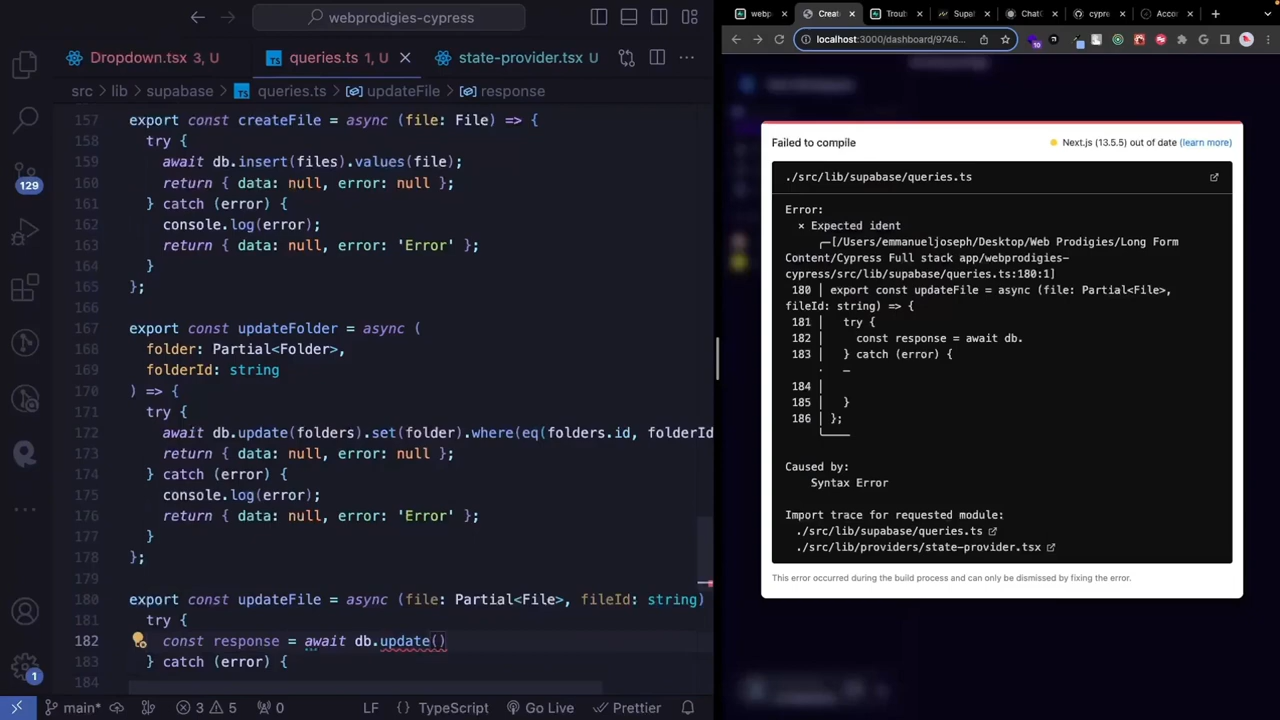 webprodigies-cypress
Dropdown.tsx 3, U
queries.ts 1, U
state-provider.tsx U
src
lib
supabase
queries.ts
updateFile
response
157 export const createFile = async (file: File) => {
158 try {
159 await db.insert(files).values(file);
160 return { data: null, error: null };
161 } catch (error) {
162 console.log(error);
163 return { data: null, error: 'Error' };
164 }
165 };
166
167 export const updateFolder = async (
168 folder: Partial<Folder>,
169 folderId: string
170 ) => {
171 try {
172 await db.update(folders).set(folder).where(eq(folders.id, folderId
173 return { data: null, error: null };
174 } catch (error) {
175 console.log(error);
176 return { data: null, error: 'Error' };
177 }
178 };
179
180 export const updateFile = async (file: Partial<File>, fileId: string)
181 try {
182 const response = await db.update()
183 } catch (error) {
184
129
1
main*
3 5
0
LF
TypeScript
Go Live
Prettier
webp
Creat
Troub
Supa
ChatG
cypre
Accor
localhost:3000/dashboard/9746...
10
Failed to compile
Next.js (13.5.5) out of date (learn more)
./src/lib/supabase/queries.ts
Error:
× Expected ident
╭─[/Users/emmanueljoseph/Desktop/Web Prodigies/Long Form
Content/Cypress Full stack app/webprodigies-
cypress/src/lib/supabase/queries.ts:180:1]
180 │ export const updateFile = async (file: Partial<File>,
fileId: string) => {
181 │ try {
182 │ const response = await db.
183 │ } catch (error) {
· ─
184 │
185 │ }
186 │ };
╰────
Caused by:
Syntax Error
Import trace for requested module:
./src/lib/supabase/queries.ts
./src/lib/providers/state-provider.tsx
This error occurred during the build process and can only be dismissed by fixing the error.